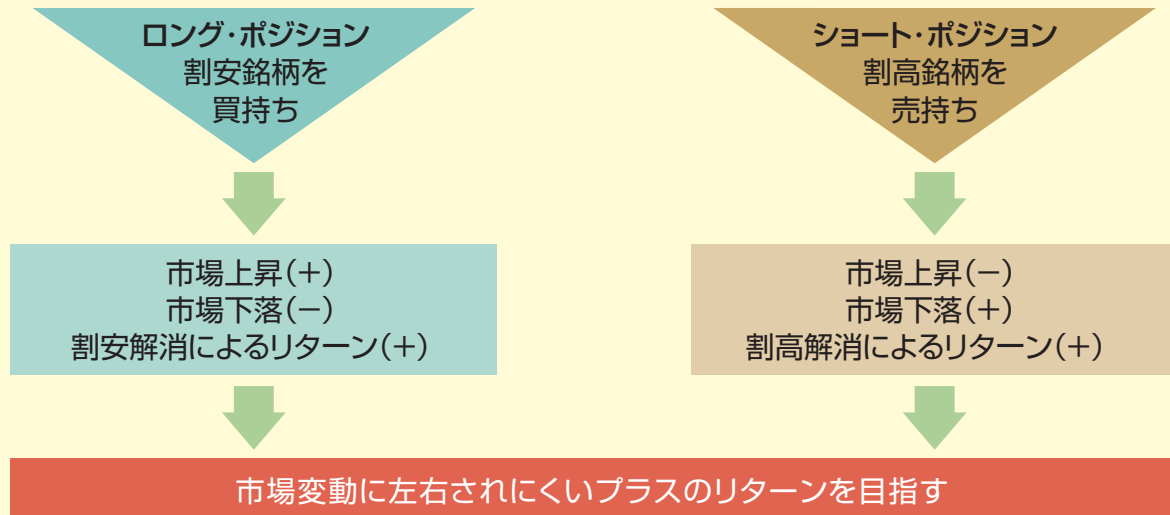 ロング・ポジション
割安銘柄を
買持ち
ショート・ポジション
割高銘柄を
売持ち
市場上昇(＋)
市場下落(－)
割安解消によるリターン(＋)
市場上昇(－)
市場下落(＋)
割高解消によるリターン(＋)
市場変動に左右されにくいプラスのリターンを目指す